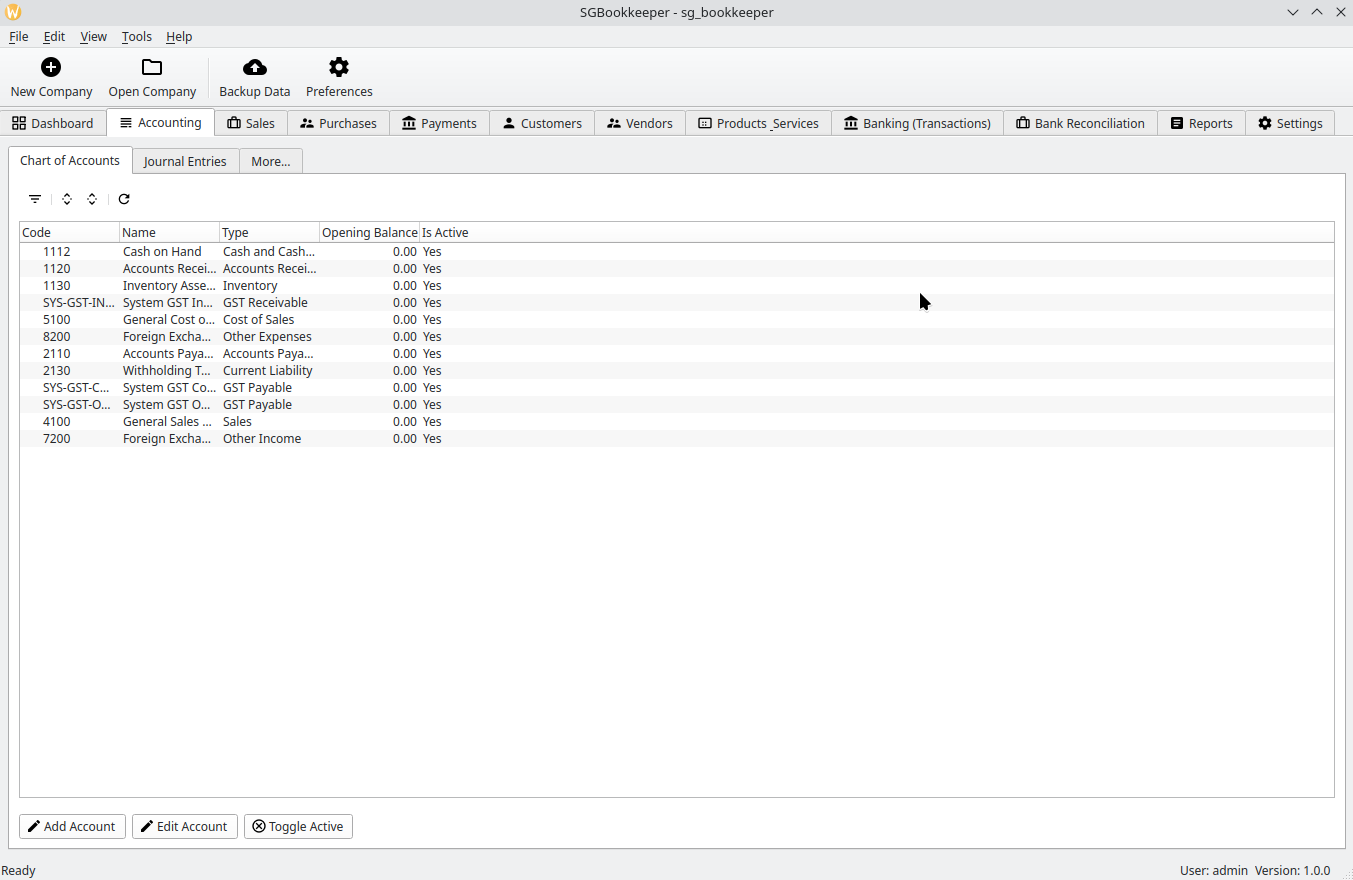 SGBookkeeper - sg_bookkeeper
File Edit View Tools Help
New Company Open Company Backup Data Preferences
Dashboard Accounting Sales Purchases Payments Customers Vendors Products _Services Banking (Transactions) Bank Reconciliation Reports Settings
Chart of Accounts Journal Entries More...
Code Name Type Opening Balance Is Active
1112 Cash on Hand Cash and Cash... 0.00 Yes
1120 Accounts Recei... Accounts Recei... 0.00 Yes
1130 Inventory Asse... Inventory 0.00 Yes
SYS-GST-IN... System GST In... GST Receivable 0.00 Yes
5100 General Cost o... Cost of Sales 0.00 Yes
8200 Foreign Excha... Other Expenses 0.00 Yes
2110 Accounts Paya... Accounts Paya... 0.00 Yes
2130 Withholding T... Current Liability 0.00 Yes
SYS-GST-C... System GST Co... GST Payable 0.00 Yes
SYS-GST-O... System GST O... GST Payable 0.00 Yes
4100 General Sales ... Sales 0.00 Yes
7200 Foreign Excha... Other Income 0.00 Yes
Add Account Edit Account Toggle Active
Ready User: admin Version: 1.0.0